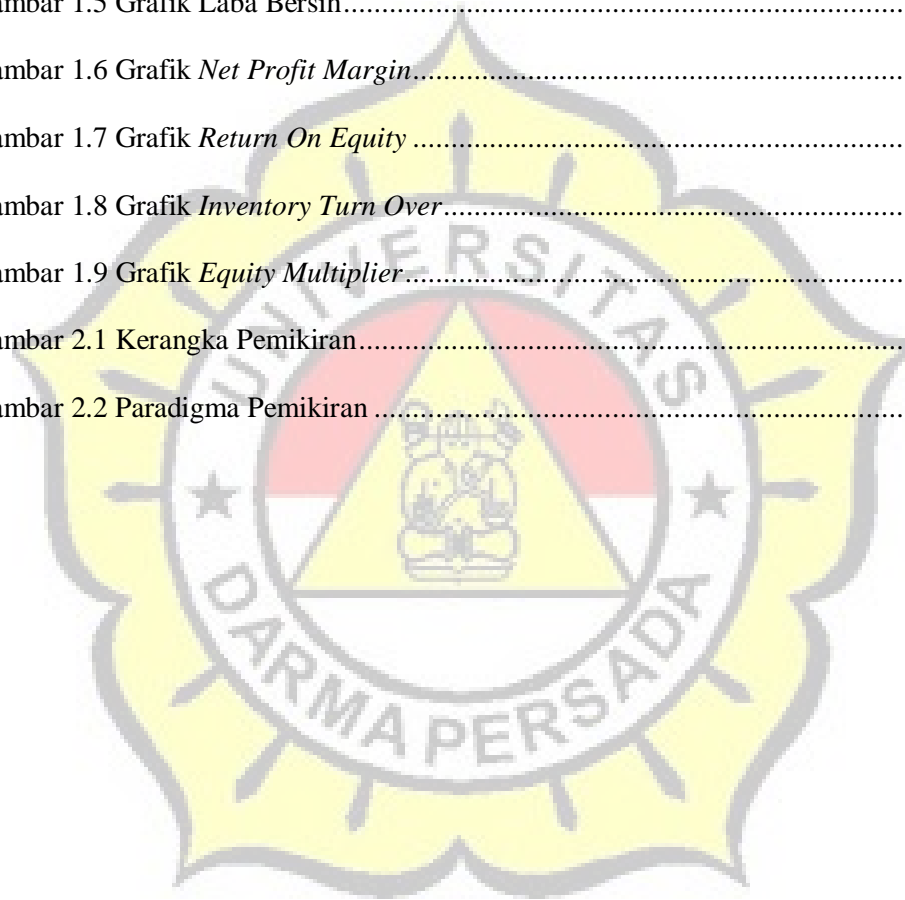 ambar 1.5 Grafik Laba Bersih........................................................................
ambar 1.6 Grafik Net Profit Margin...............................................................
ambar 1.7 Grafik Return On Equity ...............................................................
ambar 1.8 Grafik Inventory Turn Over...........................................................
ambar 1.9 Grafik Equity Multiplier................................................................
ambar 2.1 Kerangka Pemikiran......................................................................
ambar 2.2 Paradigma Pemikiran ....................................................................
UNIVERSITAS
DARMA PERSADA